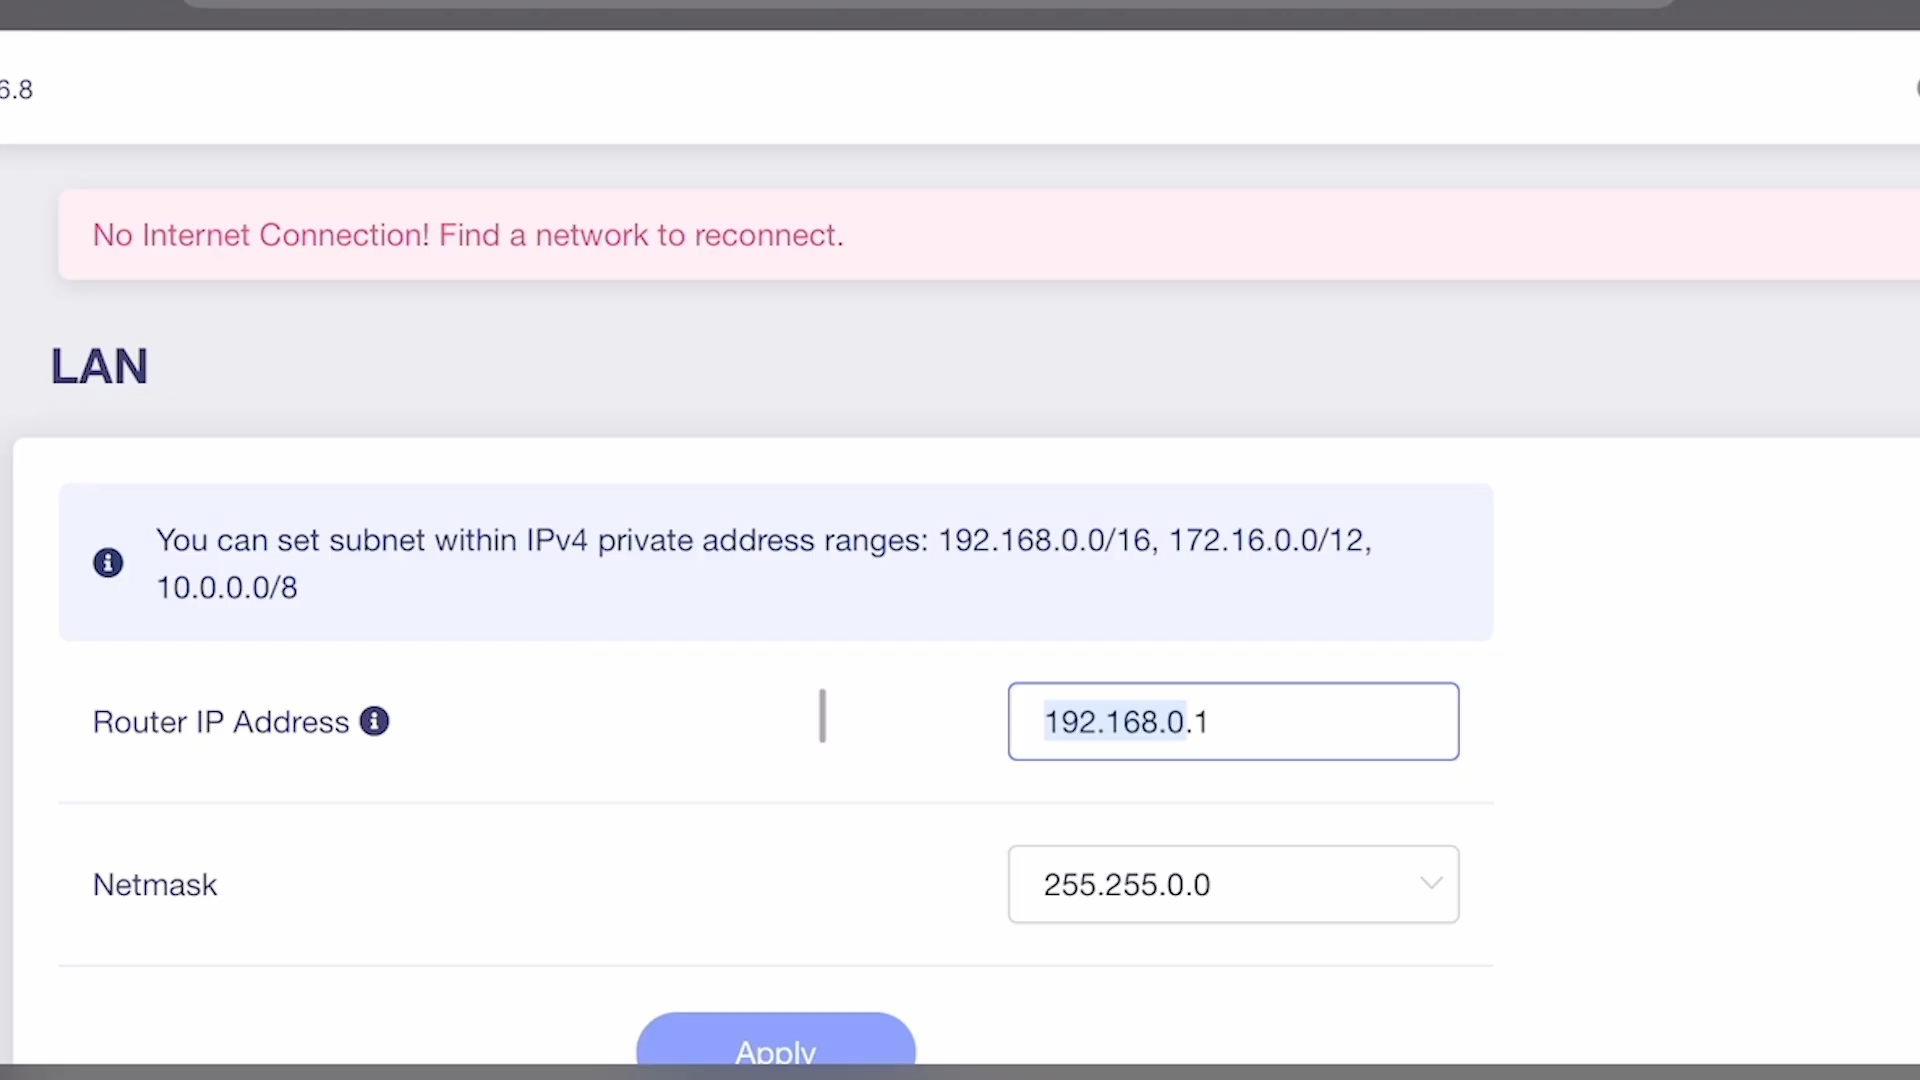 6.8
No Internet Connection! Find a network to reconnect.
LAN
You can set subnet within IPv4 private address ranges: 192.168.0.0/16, 172.16.0.0/12,
10.0.0.0/8
Router IP Address 192.168.0.1
Netmask 255.255.0.0
Apply